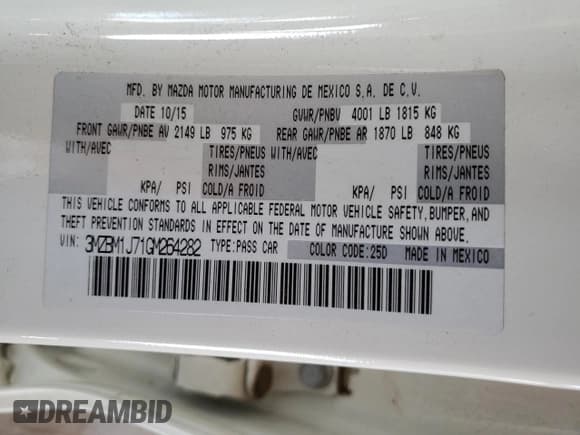 MFD. BY MAZDA MOTOR MANUFACTURING DE MEXICO S.A. DE C.V.
DATE 10/15 GVWR/PNBV 4001 LB 1815 KG
FRONT GAWR/PNBE AV 2149 LB 975 KG REAR GAWR/PNBE AR 1870 LB 848 KG
WITH/AVEC TIRES/PNEUS WITH/AVEC TIRES/PNEUS
RIMS/JANTES RIMS/JANTES
KPA/ PSI COLD/A FROID KPA/ PSI COLD/A FROID
THIS VEHICLE CONFORMS TO ALL APPLICABLE FEDERAL MOTOR VEHICLE SAFETY, BUMPER, AND
THEFT PREVENTION STANDARDS IN EFFECT ON THE DATE OF MANUFACTURE SHOWN ABOVE.
VIN: 3MZBM1J71GM264282 TYPE:PASS CAR COLOR CODE:25D MADE IN MEXICO
DREAMBID